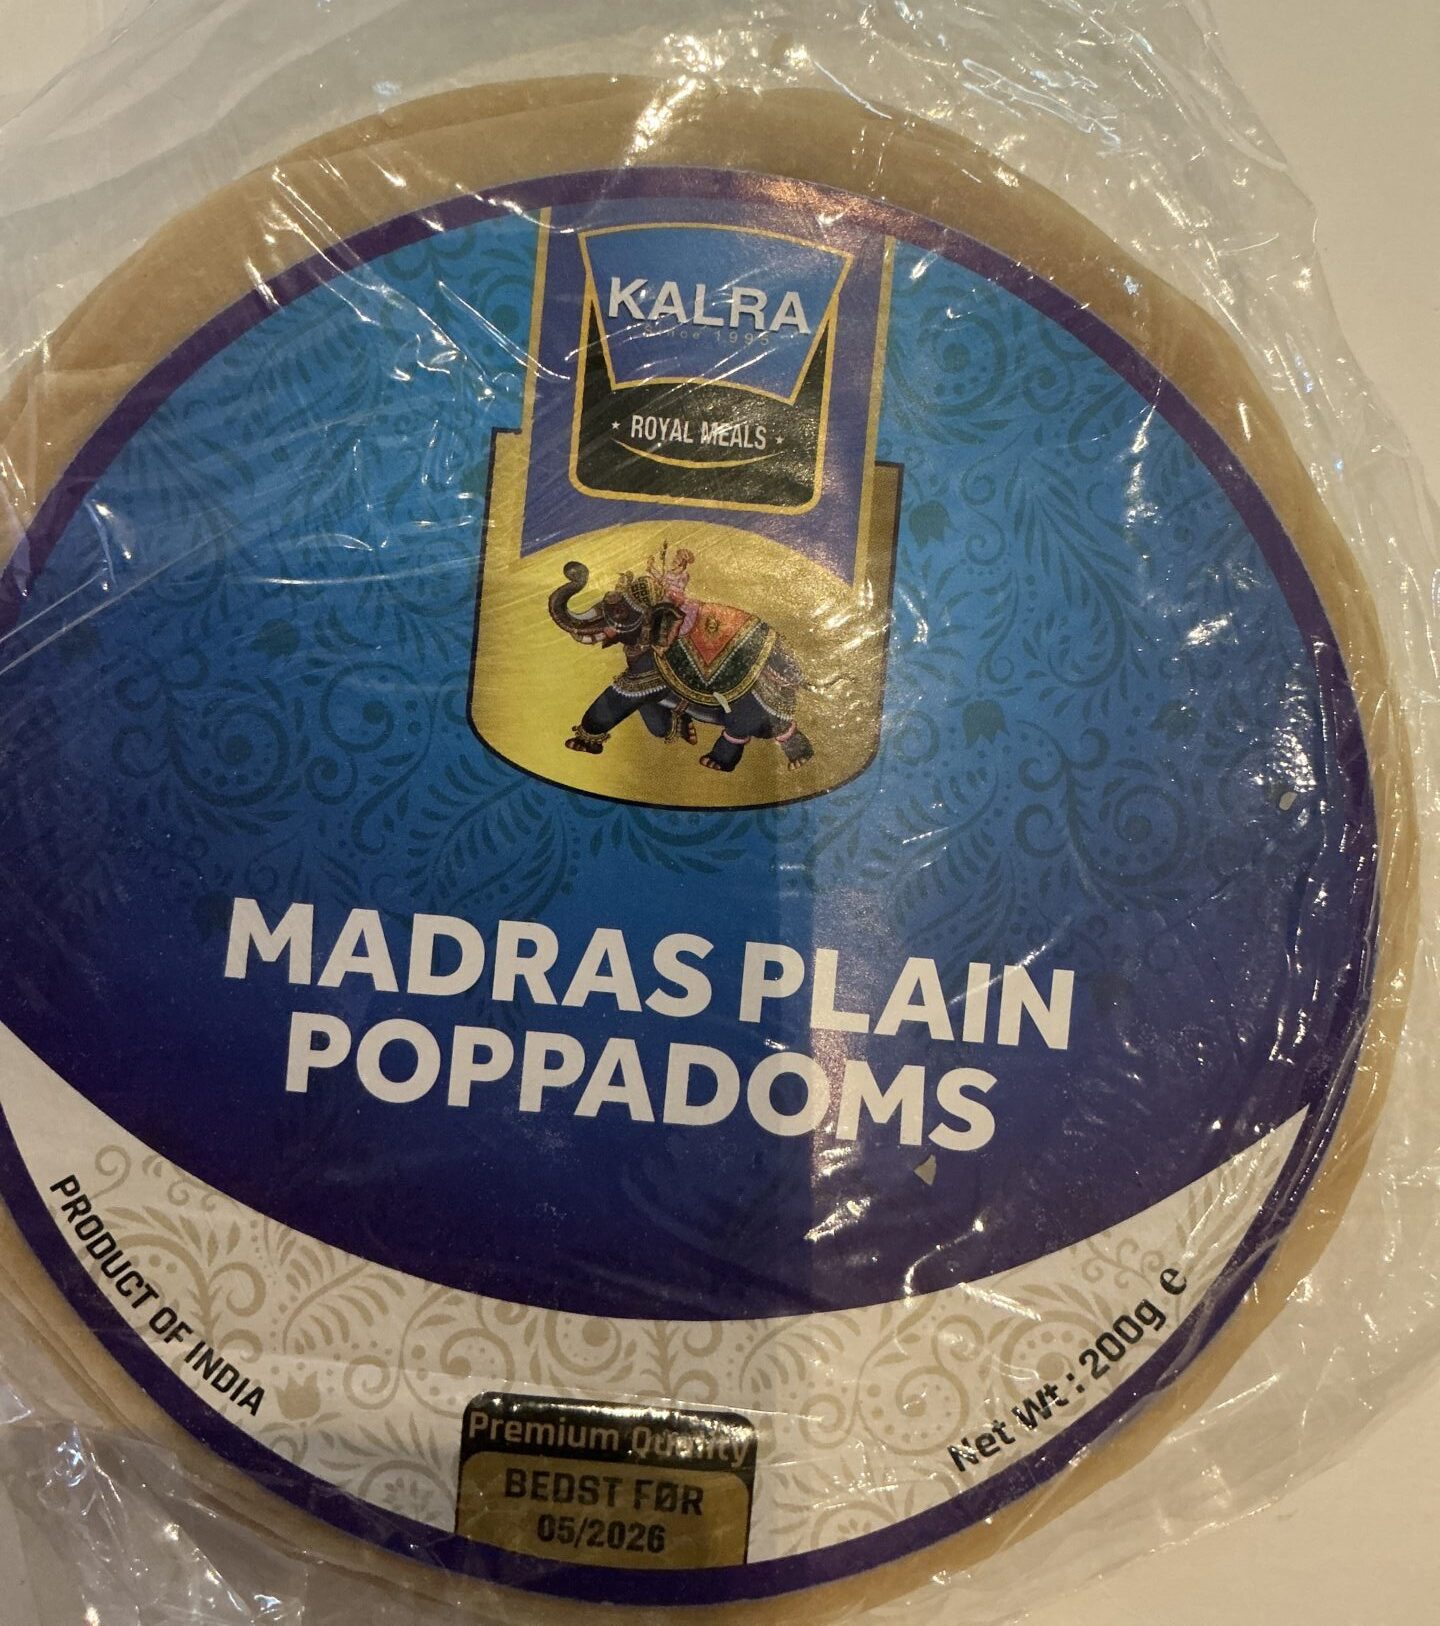 KALRA
Since 1995
ROYAL MEALS
MADRAS PLAIN
POPPADOMS
PRODUCT OF INDIA
Net Wt : 200g e
Premium Quality
BEDST FØR
05/2026